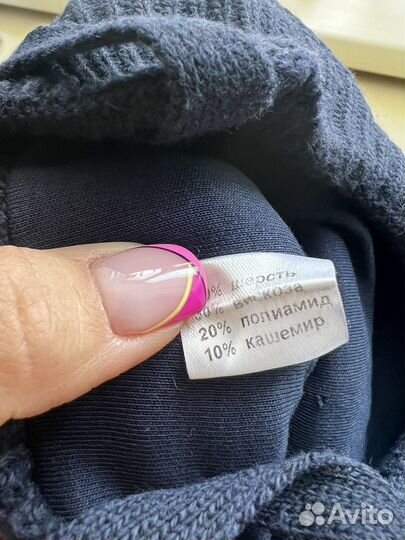 % шерсть
0% вискоза
20% полиамид
10% кашемир
Avito